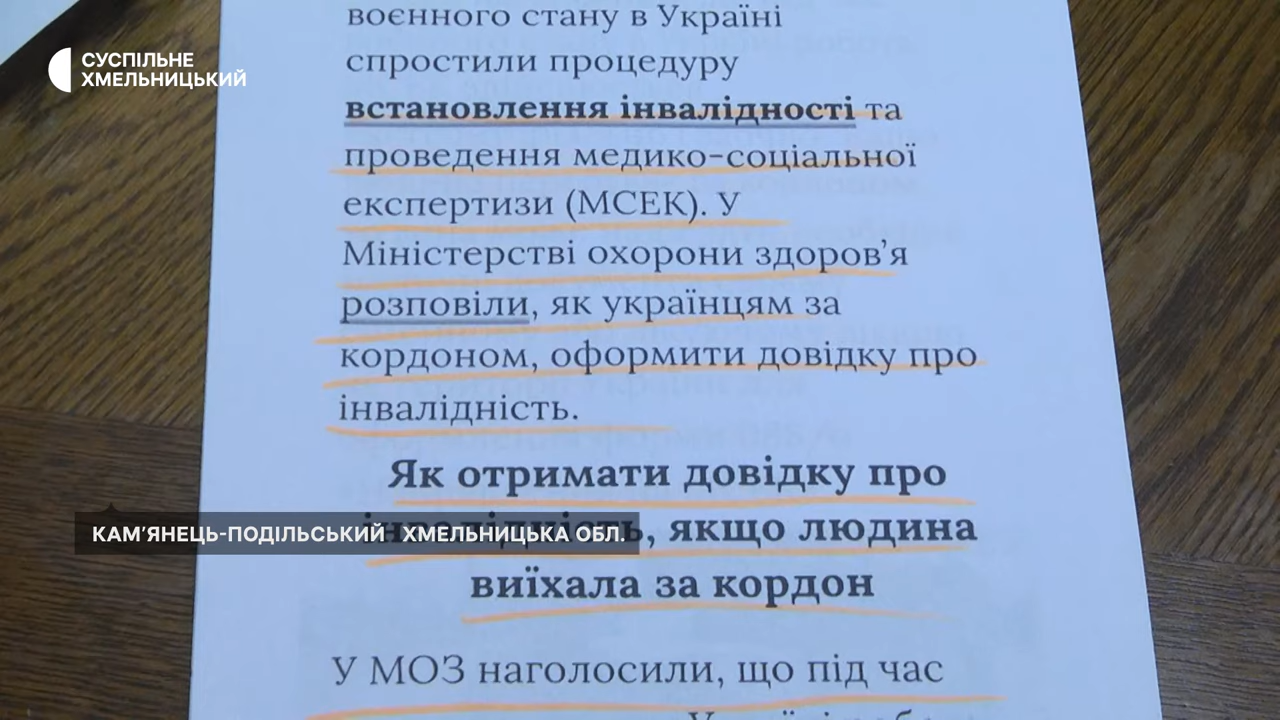 СУСПІЛЬНЕ
ХМЕЛЬНИЦЬКИЙ
воєнного стану в Україні
спростили процедуру
встановлення інвалідності та
проведення медико-соціальної
експертизи (МСЕК). У
Міністерстві охорони здоров'я
розповіли, як українцям за
кордоном, оформити довідку про
інвалідність.
Як отримати довідку про
інвалідність, якщо людина
КАМ'ЯНЕЦЬ-ПОДІЛЬСЬКИЙ ХМЕЛЬНИЦЬКА ОБЛ.
виїхала за кордон
У МОЗ наголосили, що під час